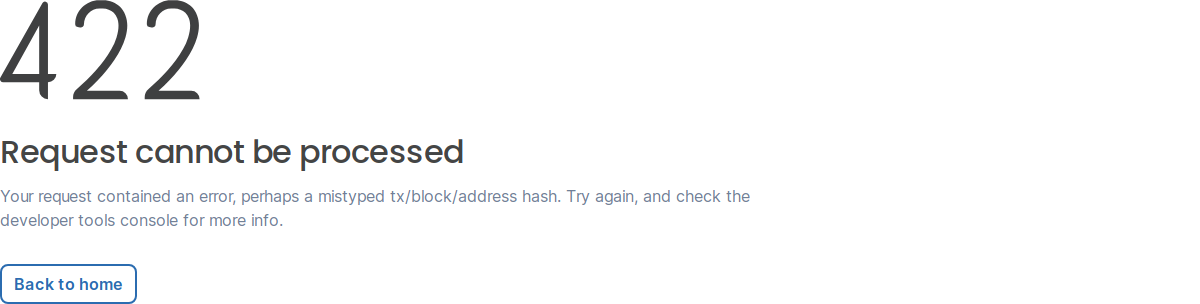 422
Request cannot be processed
Your request contained an error, perhaps a mistyped tx/block/address hash. Try again, and check the
developer tools console for more info.
Back to home